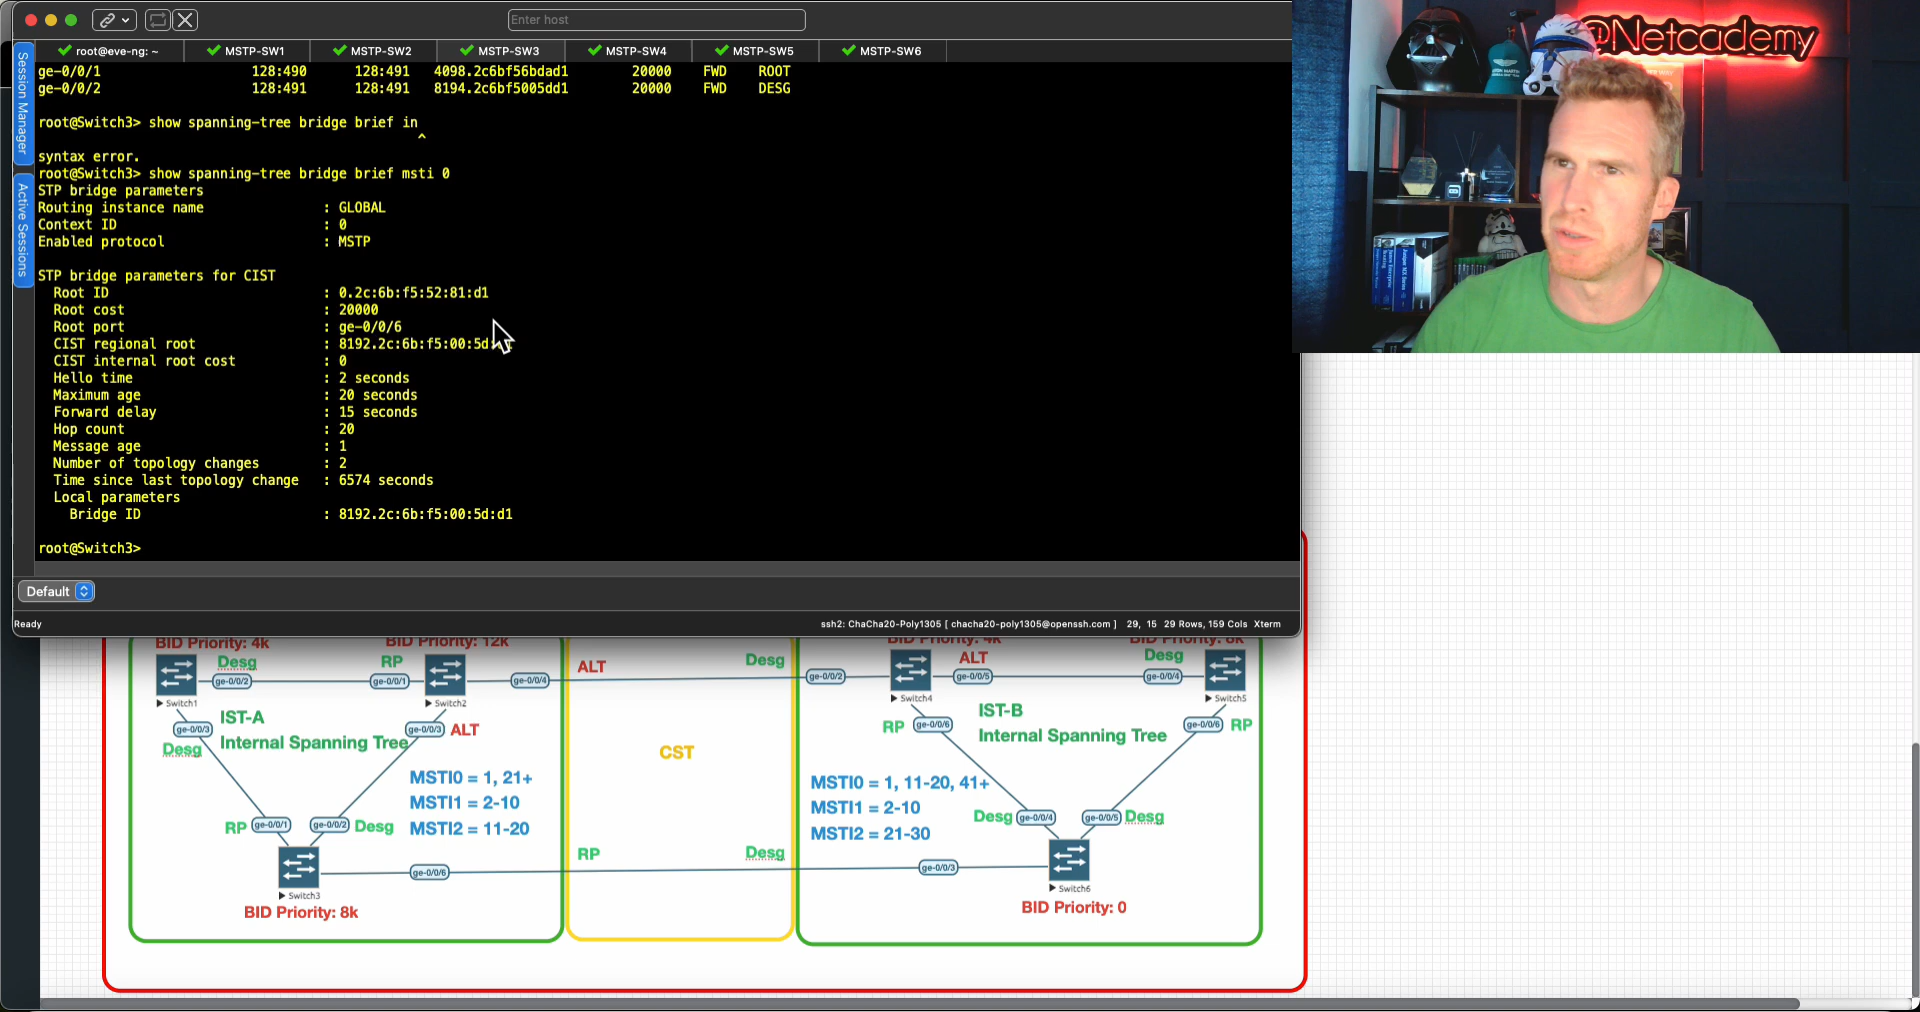 Enter host
@Netcademy
root@eve-ng: ~
MSTP-SW1
MSTP-SW2
MSTP-SW3
MSTP-SW4
MSTP-SW5
MSTP-SW6
Session Manager
Active Sessions
ge-0/0/1 128:490 128:491 4098.2c6bf56bdad1 20000 FWD ROOT
ge-0/0/2 128:491 128:491 8194.2c6bf5005dd1 20000 FWD DESG
root@Switch3> show spanning-tree bridge brief in
^
syntax error.
root@Switch3> show spanning-tree bridge brief msti 0
STP bridge parameters
Routing instance name : GLOBAL
Context ID : 0
Enabled protocol : MSTP
STP bridge parameters for CIST
Root ID : 0.2c:6b:f5:52:81:d1
Root cost : 20000
Root port : ge-0/0/6
CIST regional root : 8192.2c:6b:f5:00:5d:
CIST internal root cost : 0
Hello time : 2 seconds
Maximum age : 20 seconds
Forward delay : 15 seconds
Hop count : 20
Message age : 1
Number of topology changes : 2
Time since last topology change : 6574 seconds
Local parameters
Bridge ID : 8192.2c:6b:f5:00:5d:d1
root@Switch3>
Default
Ready
ssh2: ChaCha20-Poly1305 [ chacha20-poly1305@openssh.com ] 29, 15 29 Rows, 159 Cols Xterm
BID Priority: 4k
BID Priority: 12k
BID Priority: 4k
BID Priority: 8k
Desg
RP
ALT
Desg
ALT
Desg
ge-0/0/2
ge-0/0/1
ge-0/0/4
ge-0/0/2
ge-0/0/5
ge-0/0/4
Switch1
Switch2
Switch4
Switch5
IST-A
Internal Spanning Tree
ge-0/0/3
Desg
ge-0/0/3
ALT
CST
RP
ge-0/0/6
IST-B
Internal Spanning Tree
ge-0/0/6
RP
MSTI0 = 1, 21+
MSTI1 = 2-10
MSTI2 = 11-20
MSTI0 = 1, 11-20, 41+
MSTI1 = 2-10
MSTI2 = 21-30
RP
ge-0/0/1
ge-0/0/2
Desg
Desg
ge-0/0/4
ge-0/0/5
Desg
RP
Desg
ge-0/0/6
ge-0/0/3
Switch3
Switch6
BID Priority: 8k
BID Priority: 0